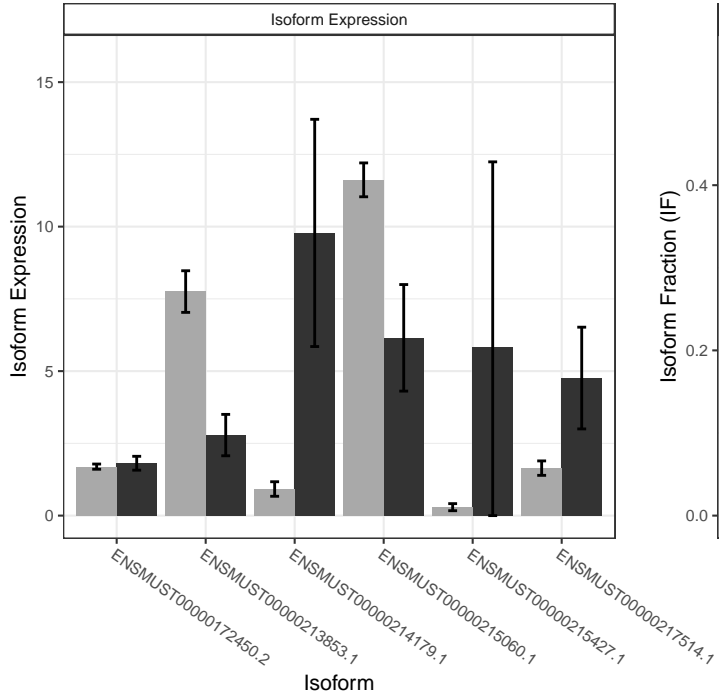 Isoform Expression
Isoform Expression
15
10
5
0
ENSMUST00000172450.2
ENSMUST00000213853.1
ENSMUST00000214179.1
ENSMUST00000215060.1
ENSMUST00000215427.1
ENSMUST00000217514.1
Isoform
Isoform Fraction (IF)
0.4
0.2
0.0